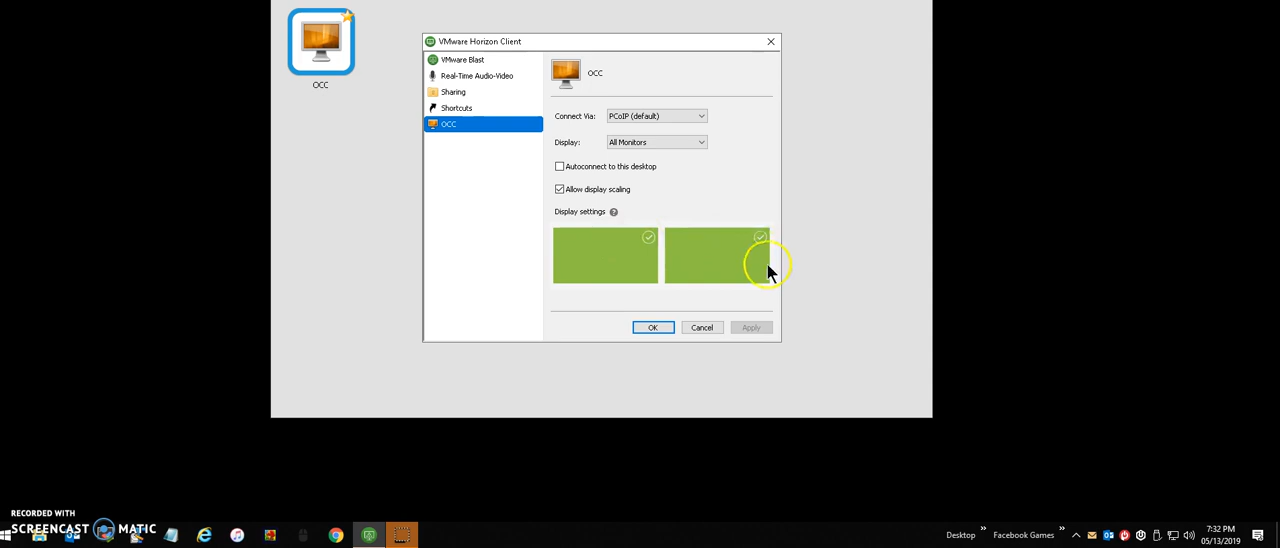 OCC
VMware Horizon Client
VMware Blast
Real-Time Audio-Video
Sharing
Shortcuts
OCC
OCC
Connect Via: PCoIP (default)
Display: All Monitors
Autoconnect to this desktop
Allow display scaling
Display settings ?
OK Cancel Apply
RECORDED WITH
SCREENCAST MATIC
Desktop » Facebook Games » 7:32 PM
05/13/2019